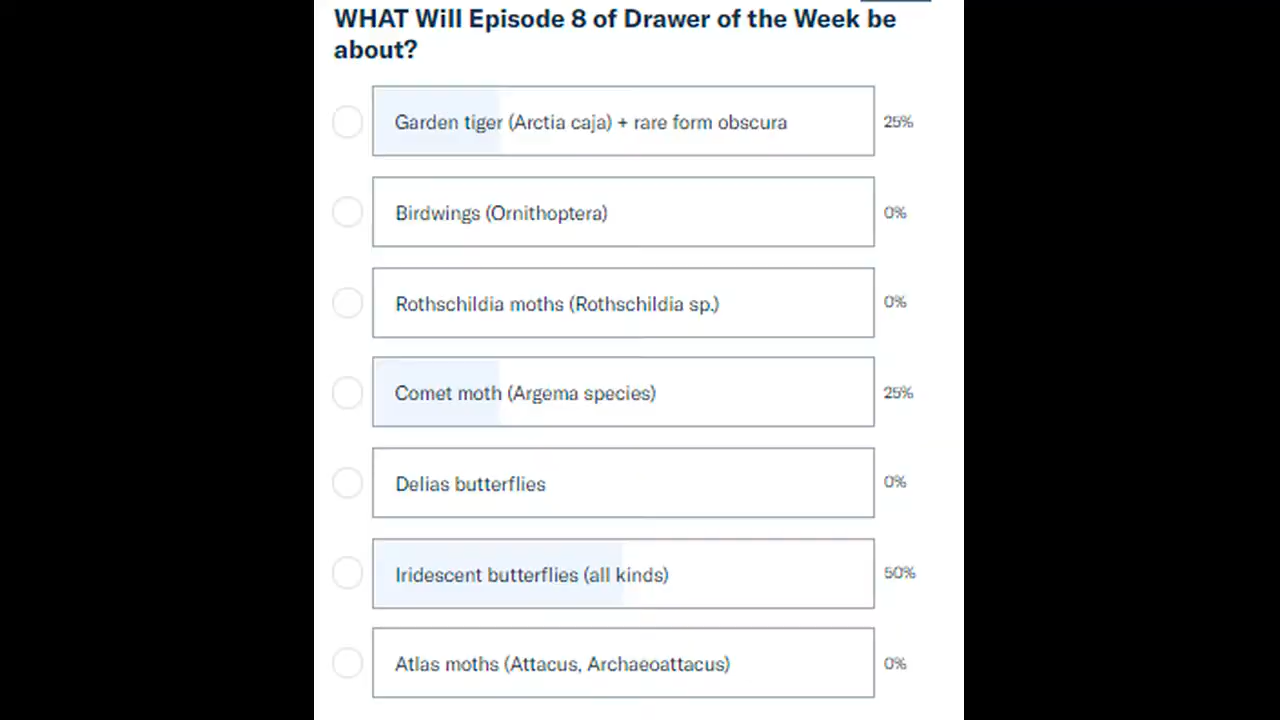 WHAT Will Episode 8 of Drawer of the Week be
about?
Garden tiger (Arctia caja) + rare form obscura
25%
Birdwings (Ornithoptera)
0%
Rothschildia moths (Rothschildia sp.)
0%
Comet moth (Argema species)
25%
Delias butterflies
0%
Iridescent butterflies (all kinds)
50%
Atlas moths (Attacus, Archaeoattacus)
0%